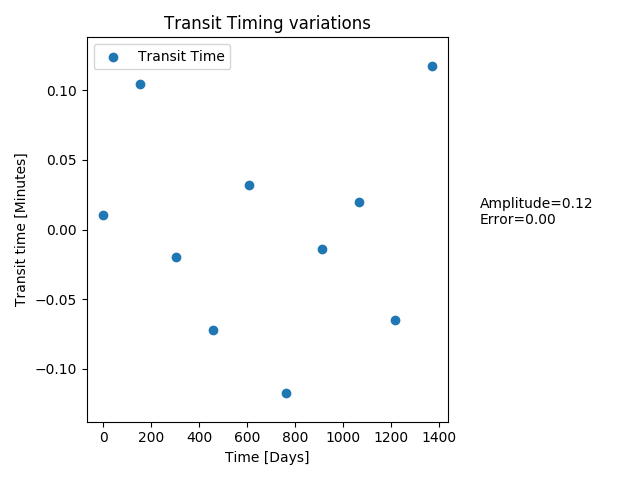 Transit Timing variations
Transit Time
Transit time [Minutes]
0.10
0.05
0.00
−0.05
−0.10
0 200 400 600 800 1000 1200 1400
Time [Days]
Amplitude=0.12
Error=0.00